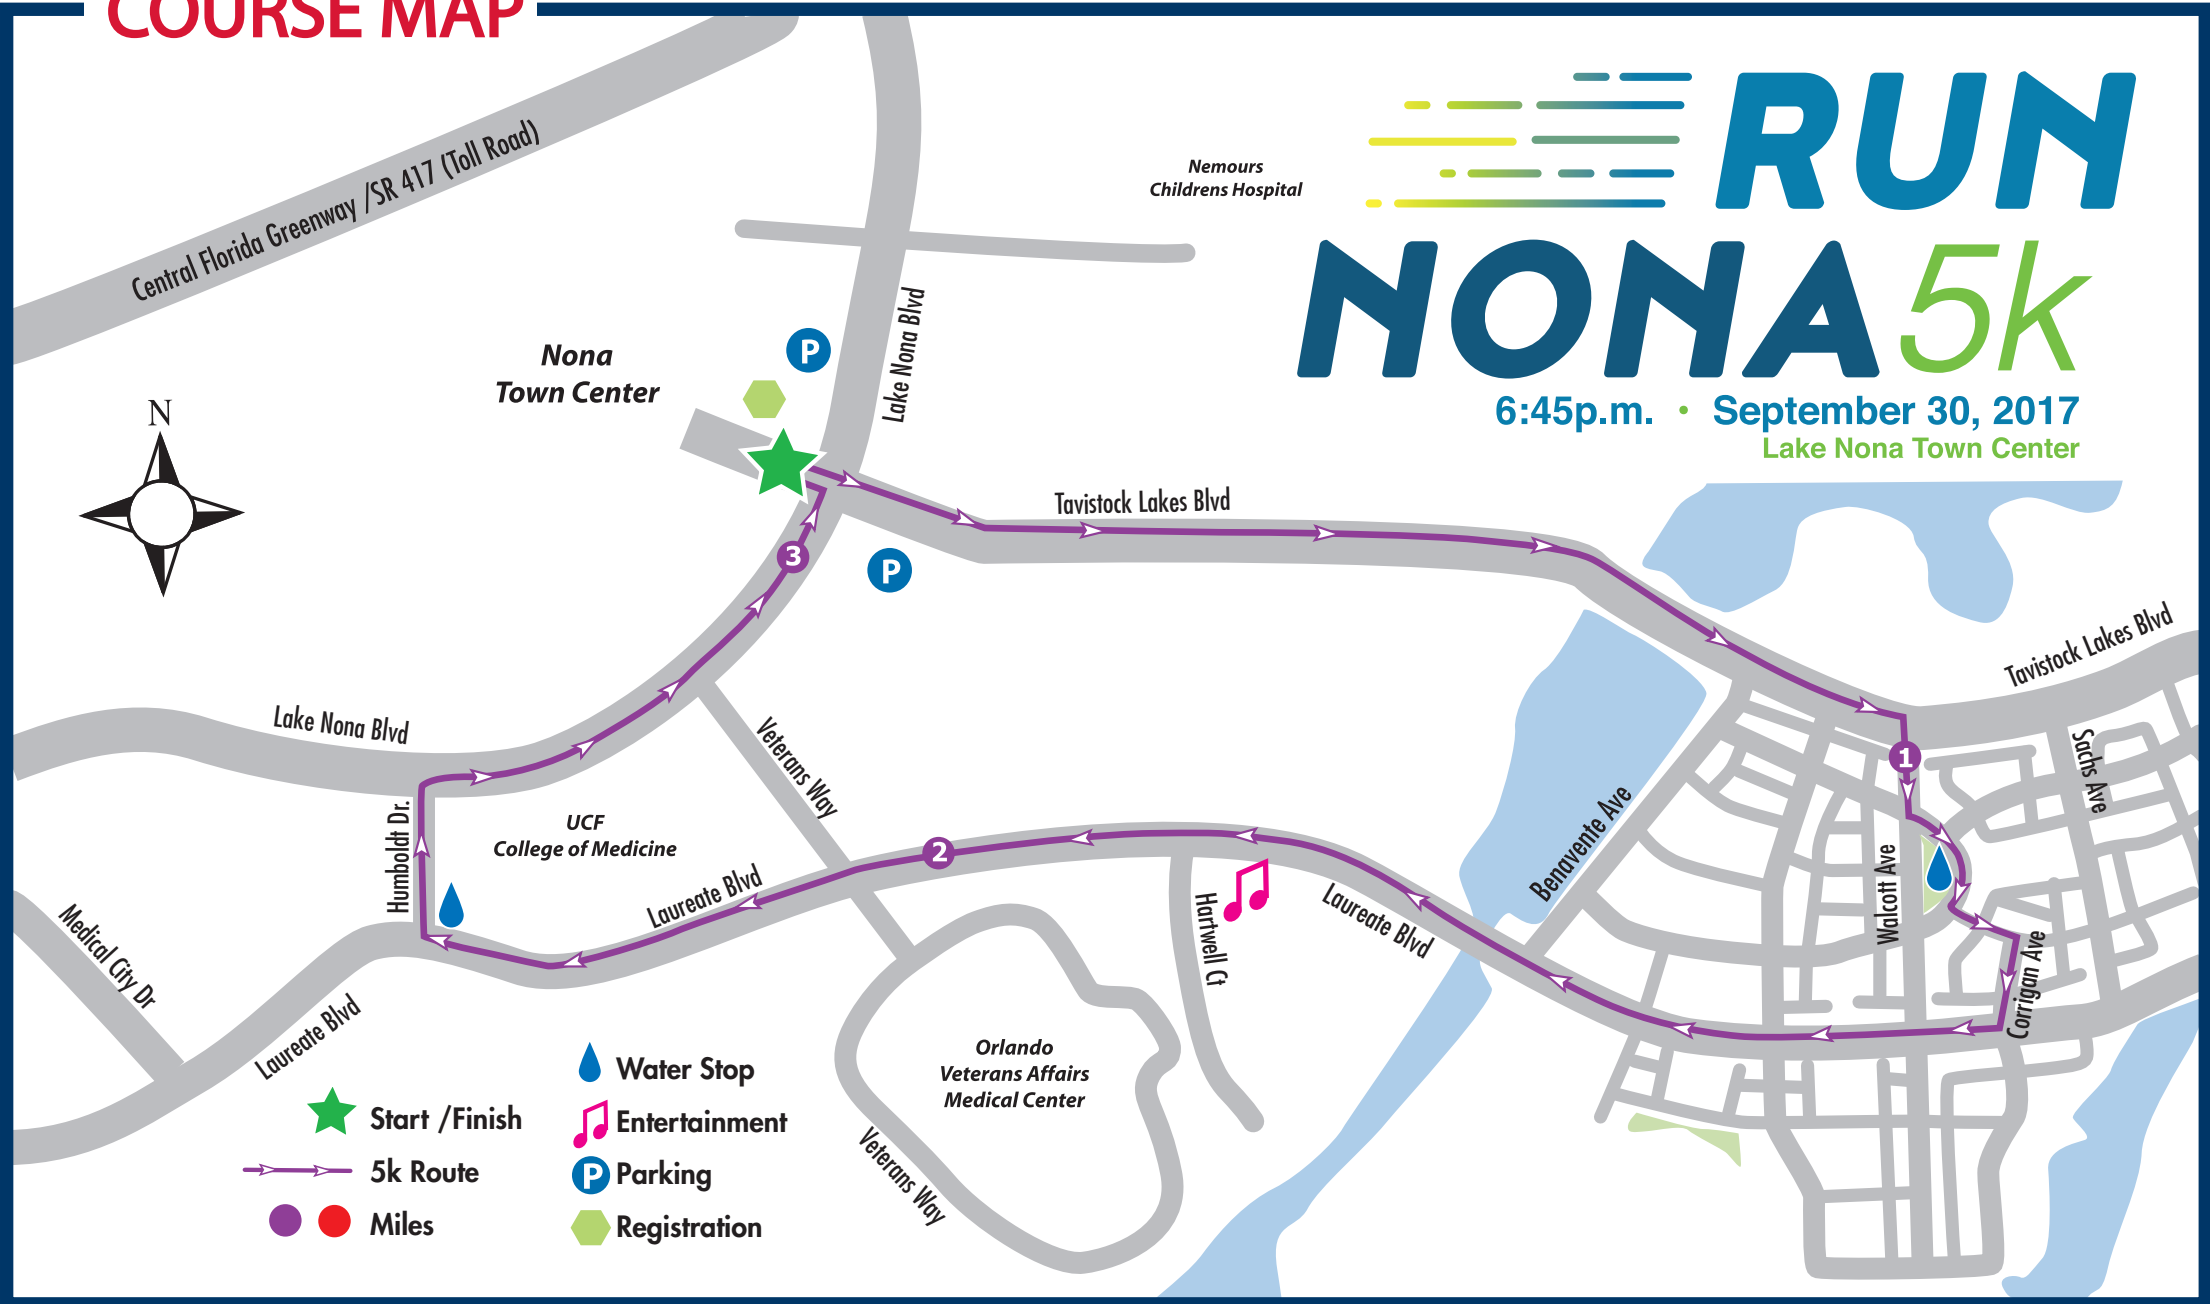 COURSE MAP
RUN
NONA 5k
6:45p.m. • September 30, 2017
Lake Nona Town Center
Central Florida Greenway /SR 417 (Toll Road)
Nemours
Childrens Hospital
Lake Nona Blvd
P
Nona
Town Center
N
Tavistock Lakes Blvd
3
P
Tavistock Lakes Blvd
Lake Nona Blvd
Veterans Way
1
Sachs Ave
Humboldt Dr.
UCF
College of Medicine
2
Benavente Ave
Walcott Ave
Laureate Blvd
Hartwell Ct
Laureate Blvd
Corrigan Ave
Medical City Dr
Laureate Blvd
Orlando
Veterans Affairs
Medical Center
Veterans Way
Start /Finish
5k Route
Miles
Water Stop
Entertainment
P Parking
Registration